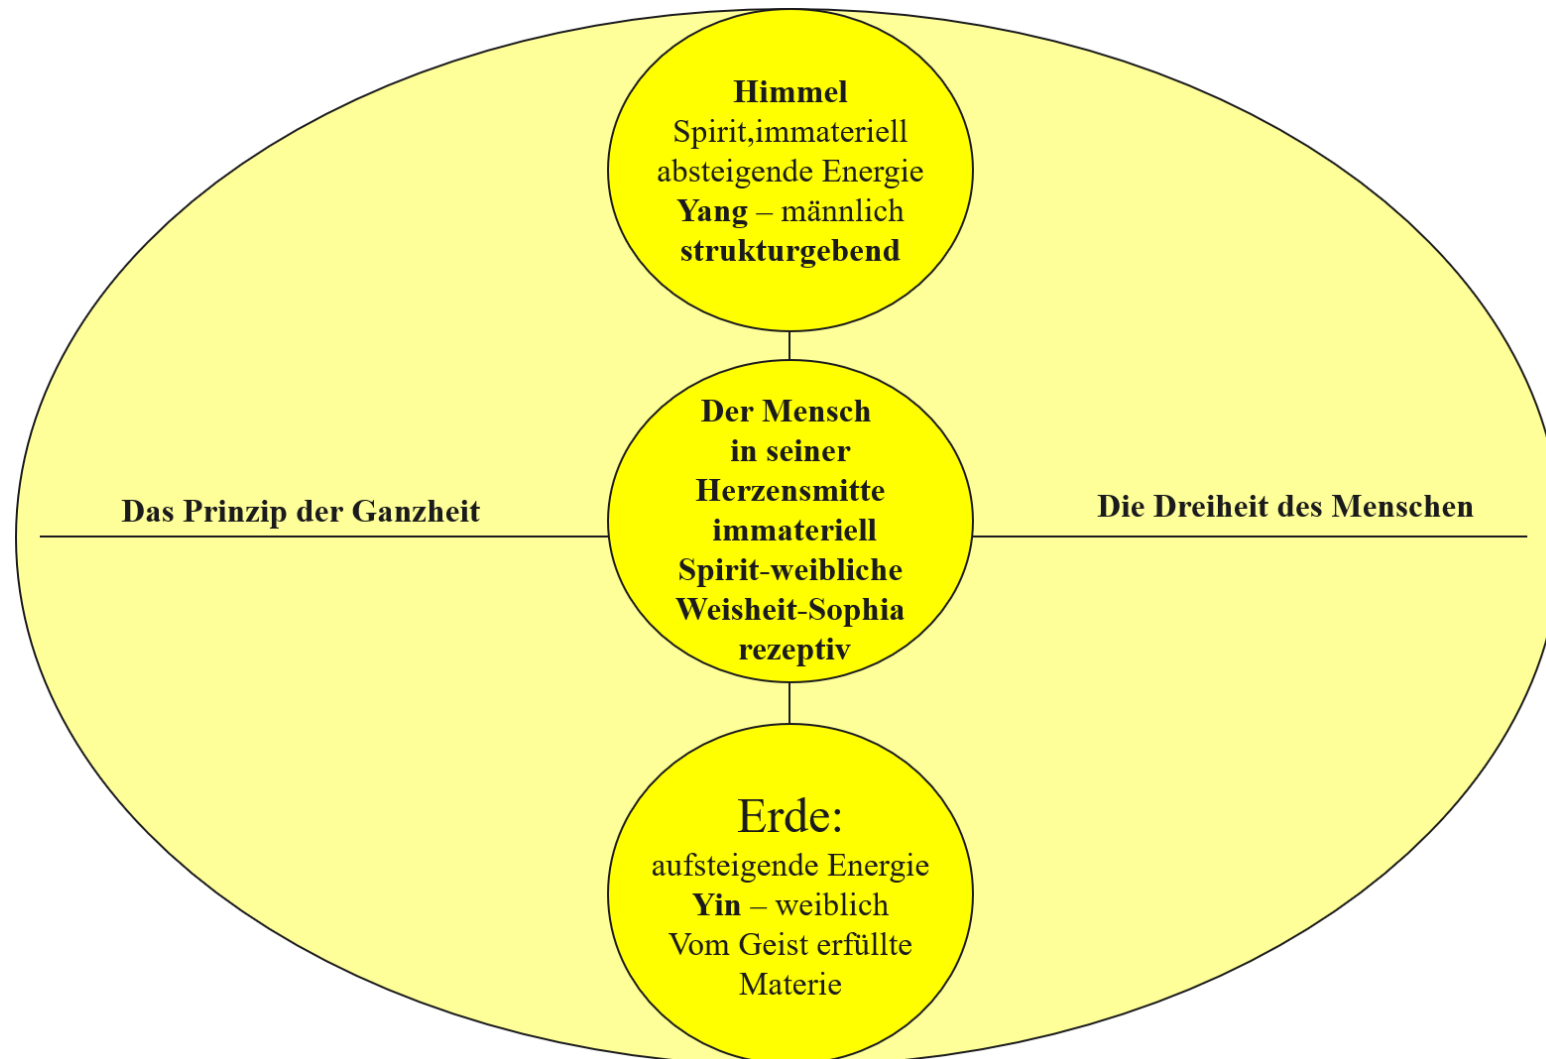 Himmel
Spirit,immateriell
absteigende Energie
Yang – männlich
strukturgebend
Der Mensch
in seiner
Herzensmitte
immateriell
Spirit-weibliche
Weisheit-Sophia
rezeptiv
Das Prinzip der Ganzheit
Die Dreiheit des Menschen
Erde:
aufsteigende Energie
Yin – weiblich
Vom Geist erfüllte
Materie